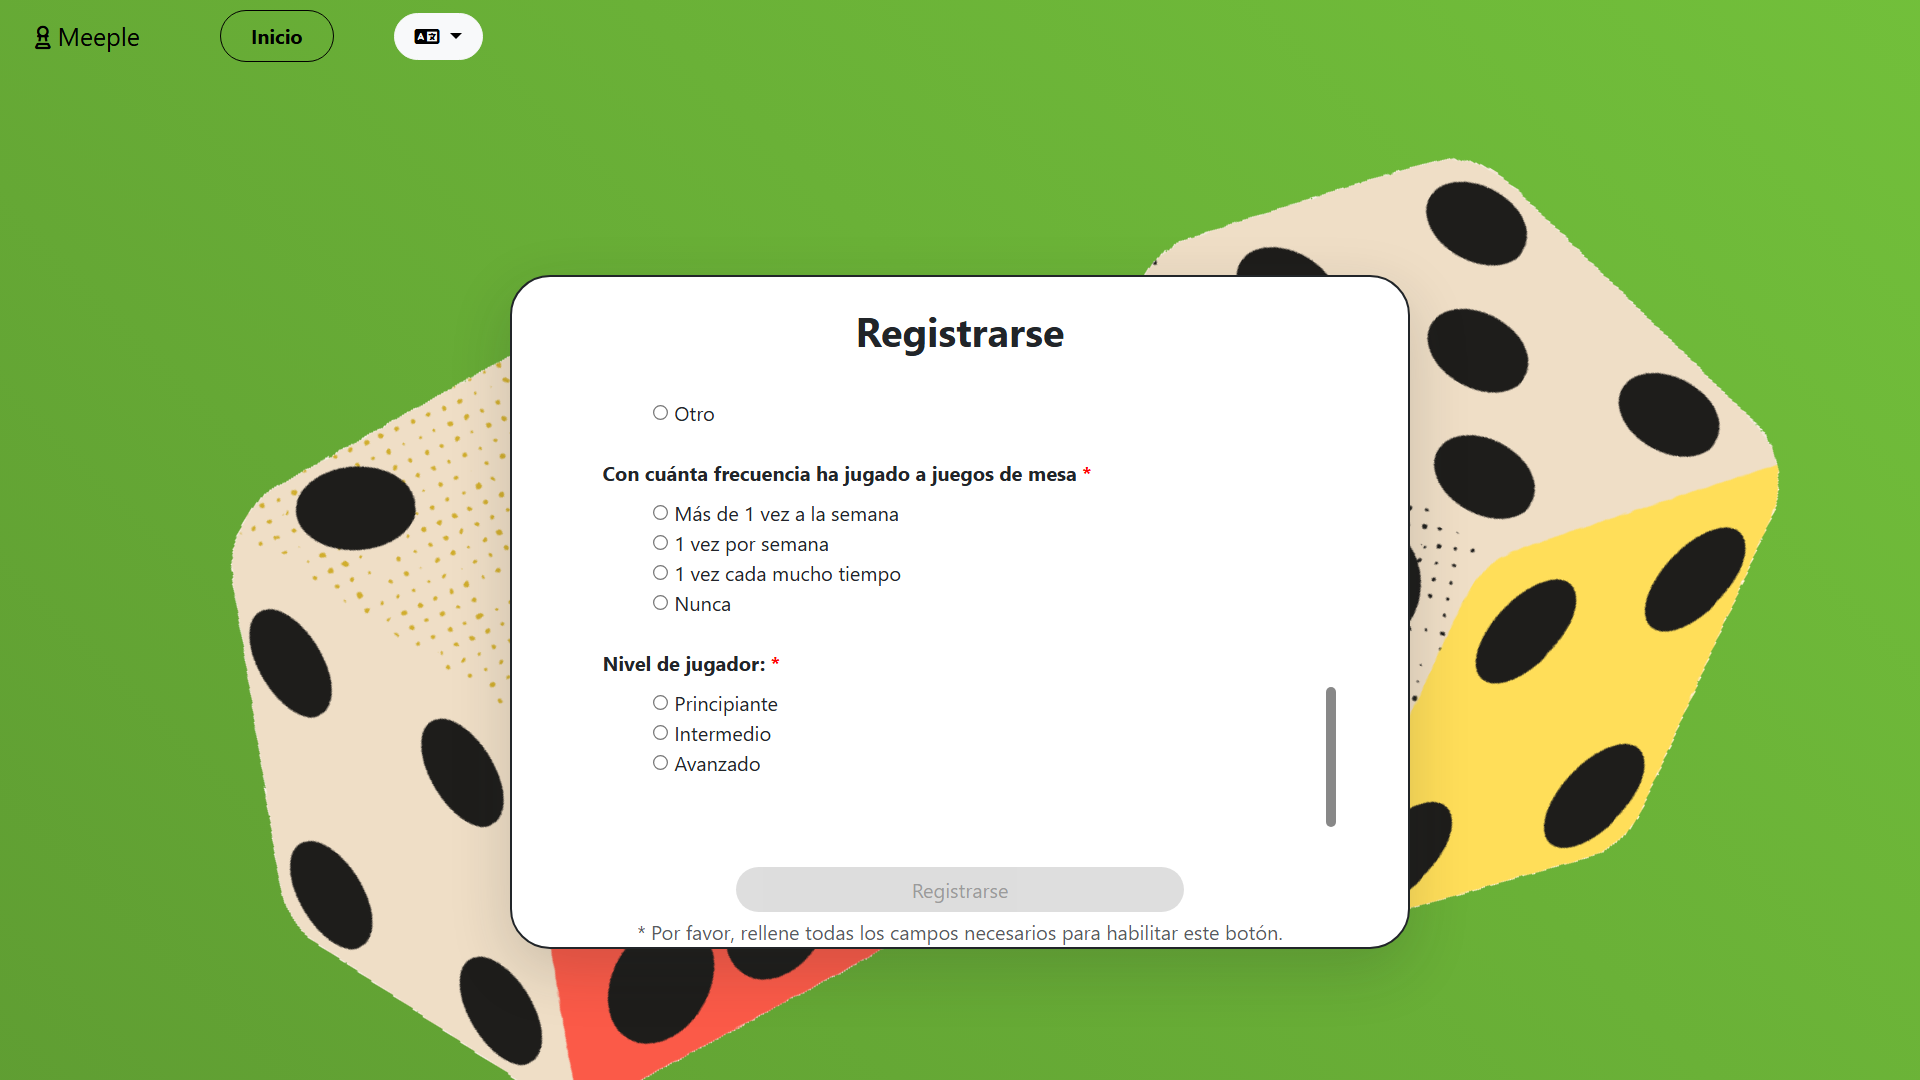 Meeple
Inicio
Registrarse
Otro
Con cuánta frecuencia ha jugado a juegos de mesa *
Más de 1 vez a la semana
1 vez por semana
1 vez cada mucho tiempo
Nunca
Nivel de jugador: *
Principiante
Intermedio
Avanzado
Registrarse
* Por favor, rellene todas los campos necesarios para habilitar este botón.